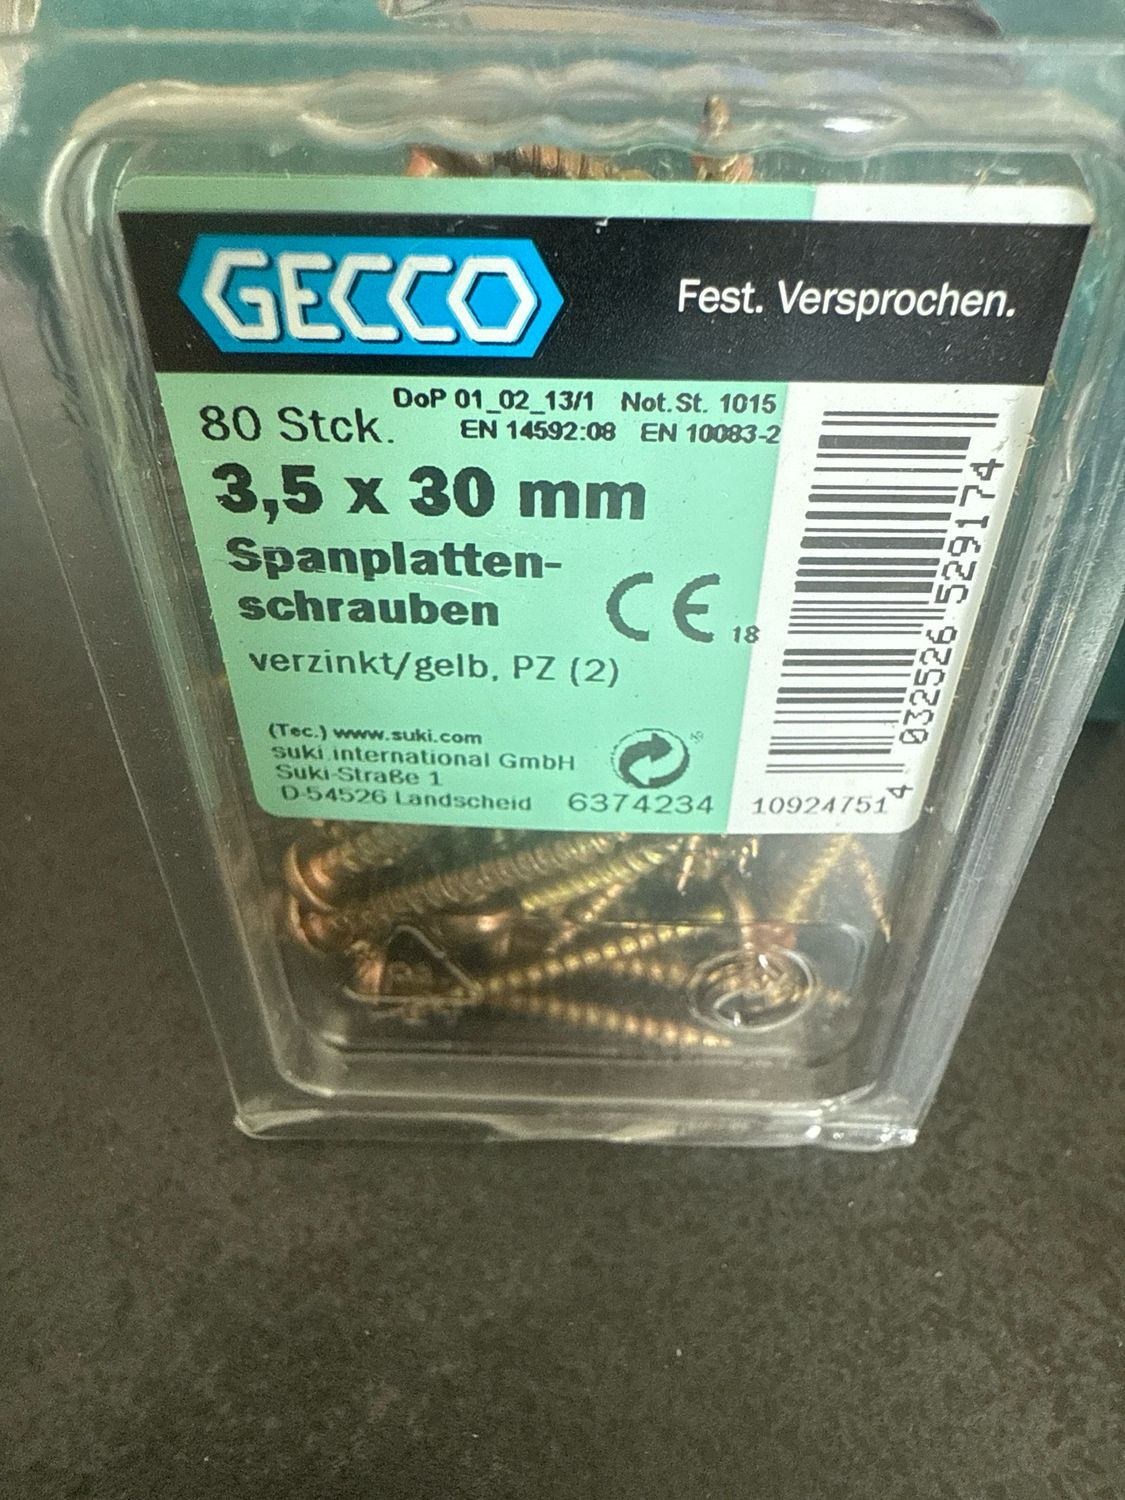 GECCO
Fest. Versprochen.
DoP 01_02_13/1 Not.St. 1015
80 Stck.
EN 14592:08 EN 10083-2
3,5 x 30 mm
Spanplatten-
schrauben
CE 18
verzinkt/gelb, PZ (2)
(Tec.) www.suki.com
suki international GmbH
Suki-Straße 1
D-54526 Landscheid
6374234
10924751
4 032526 529174